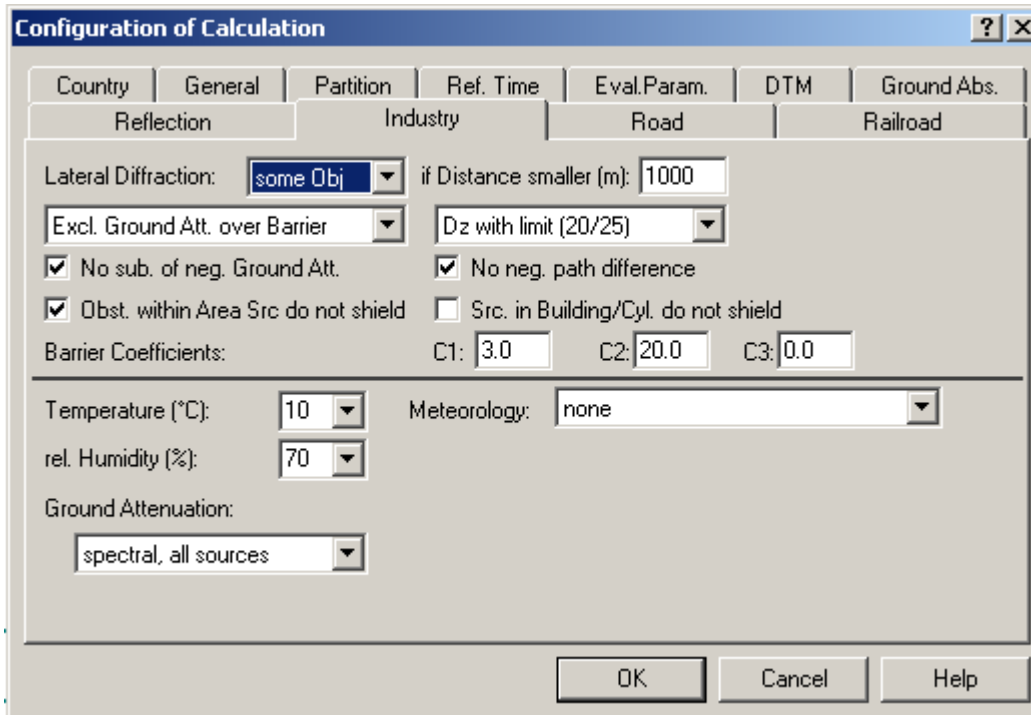 Configuration of Calculation
Country General Partition Ref. Time Eval.Param. DTM Ground Abs.
Reflection Industry Road Railroad
Lateral Diffraction: some Obj if Distance smaller (m): 1000
Excl. Ground Att. over Barrier Dz with limit (20/25)
No sub. of neg. Ground Att. No neg. path difference
Obst. within Area Src do not shield Src. in Building/Cyl. do not shield
Barrier Coefficients: C1: 3.0 C2: 20.0 C3: 0.0
Temperature (°C): 10 Meteorology: none
rel. Humidity (%): 70
Ground Attenuation:
spectral, all sources
OK Cancel Help